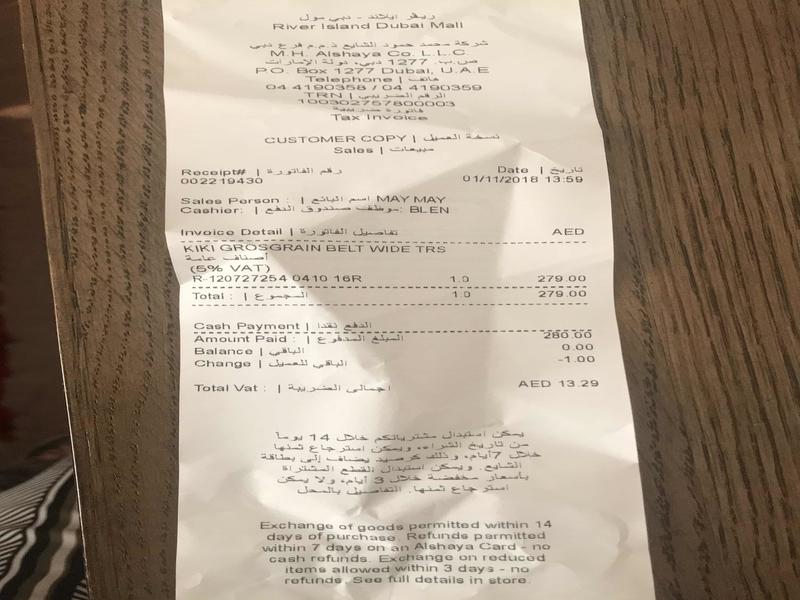 ريڤر ايلاند - دبي مول
River Island Dubai Mall
شركة محمد حمود الشايع ذ.م.م فرع دبي
M.H. Alshaya Co. L.L.C
ص.ب. 1277 دبي، دولة الإمارات
P.O. Box 1277 Dubai, U.A.E
Telephone | هاتف
04 4190358 / 04 4190359
TRN | الرقم الضريبي
100302757800003
فاتورة ضريبية
Tax Invoice
CUSTOMER COPY | نسخة العميل
Sales | مبيعات
Receipt# | رقم الفاتورة Date | تاريخ
002219430 01/11/2018 13:59
Sales Person : | اسم البائع MAY MAY
Cashier: | موظف صندوق الدفع: BLEN
Invoice Detail | تفاصيل الفاتورة AED
KIKI GROSGRAIN BELT WIDE TRS
أصناف عامة
(5% VAT)
R-120727254 0410 16R 1.0 279.00
Total : | المجموع 1.0 279.00
Cash Payment | الدفع نقدا
Amount Paid : | المبلغ المدفوع 280.00
Balance | الباقي 0.00
Change | الباقي للعميل -1.00
Total Vat : | اجمالى الضريبة AED 13.29
يمكن استبدال مشترياتكم خلال 14 يوماً
من تاريخ الشراء، ويمكن استرجاع ثمنها
خلال 7أيام، وذلك كرصيد يضاف إلى بطاقة
الشايع. ويمكن استبدال القطع المشتراة
بأسعار مخفضة خلال 3 أيام، ولا يمكن
استرجاع ثمنها. التفاصيل بالمحل
Exchange of goods permitted within 14
days of purchase. Refunds permitted
within 7 days on an Alshaya Card - no
cash refunds. Exchange on reduced
items allowed within 3 days - no
refunds. See full details in store.